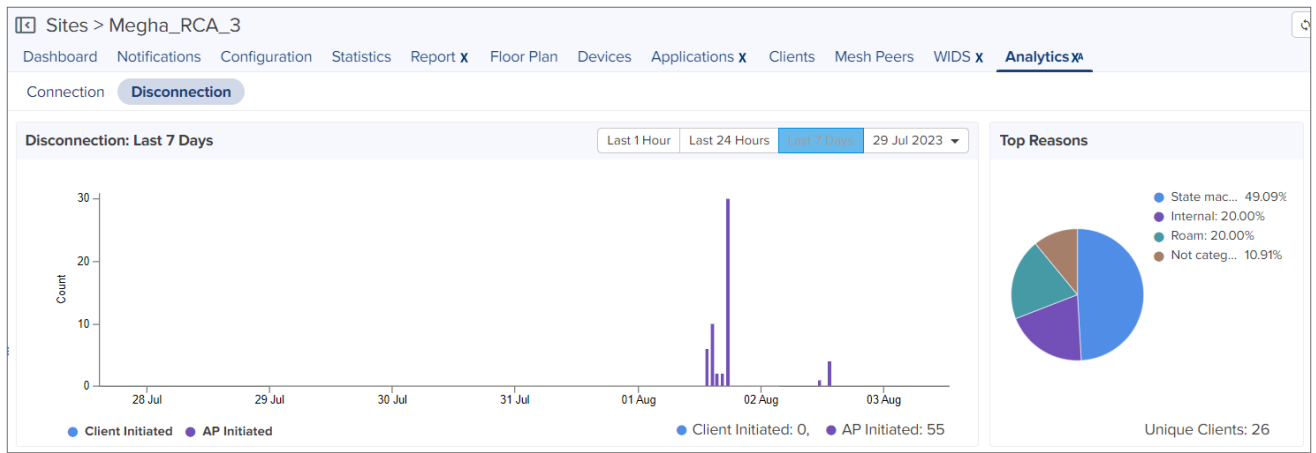 Sites > Megha_RCA_3
Dashboard Notifications Configuration Statistics Report X Floor Plan Devices Applications X Clients Mesh Peers WIDS X Analytics XA
Connection Disconnection
Disconnection: Last 7 Days
Last 1 Hour Last 24 Hours Last 7 Days 29 Jul 2023
Top Reasons
30
20
10
0
Count
28 Jul 29 Jul 30 Jul 31 Jul 01 Aug 02 Aug 03 Aug
Client Initiated AP Initiated
Client Initiated: 0, AP Initiated: 55
State mac... 49.09%
Internal: 20.00%
Roam: 20.00%
Not categ... 10.91%
Unique Clients: 26